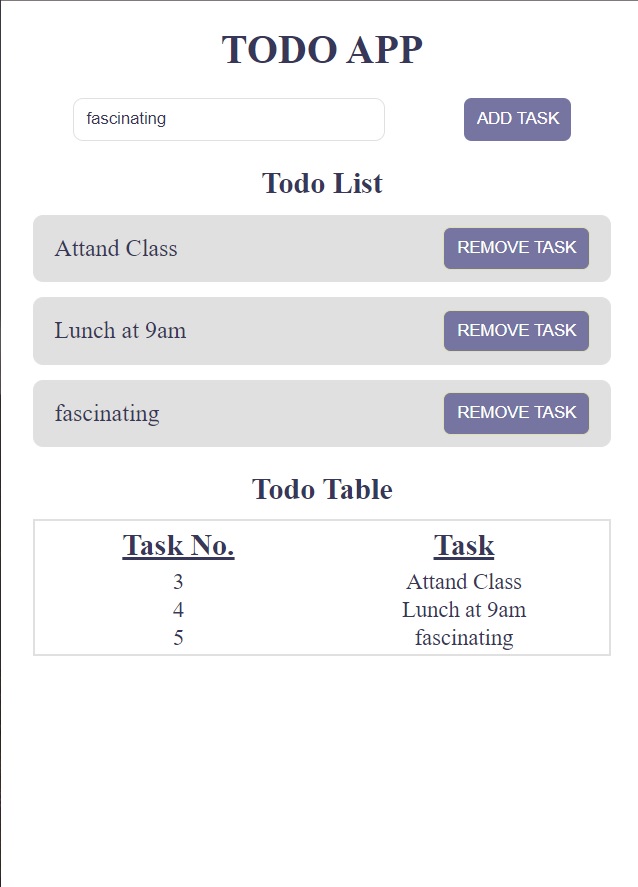 TODO APP
fascinating
ADD TASK
Todo List
Attand Class
REMOVE TASK
Lunch at 9am
REMOVE TASK
fascinating
REMOVE TASK
Todo Table
Task No. Task
3 Attand Class
4 Lunch at 9am
5 fascinating